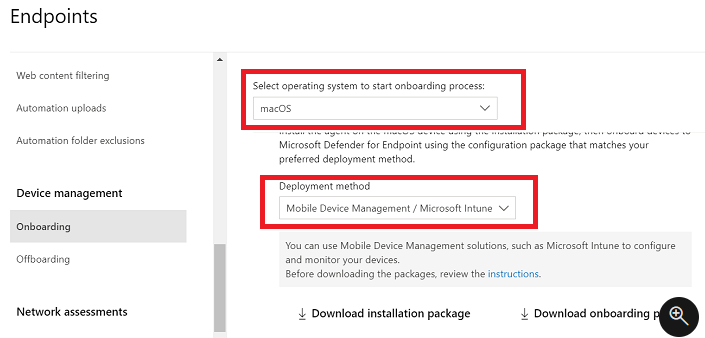 Endpoints
Web content filtering
Automation uploads
Automation folder exclusions
Device management
Onboarding
Offboarding
Network assessments
Select operating system to start onboarding process:
macOS
Install the agent on the macOS device using the installation package, then onboard devices to
Microsoft Defender for Endpoint using the configuration package that matches your
preferred deployment method.
Deployment method
Mobile Device Management / Microsoft Intune
You can use Mobile Device Management solutions, such as Microsoft Intune to configure
and monitor your devices.
Before downloading the packages, review the instructions.
Download installation package
Download onboarding